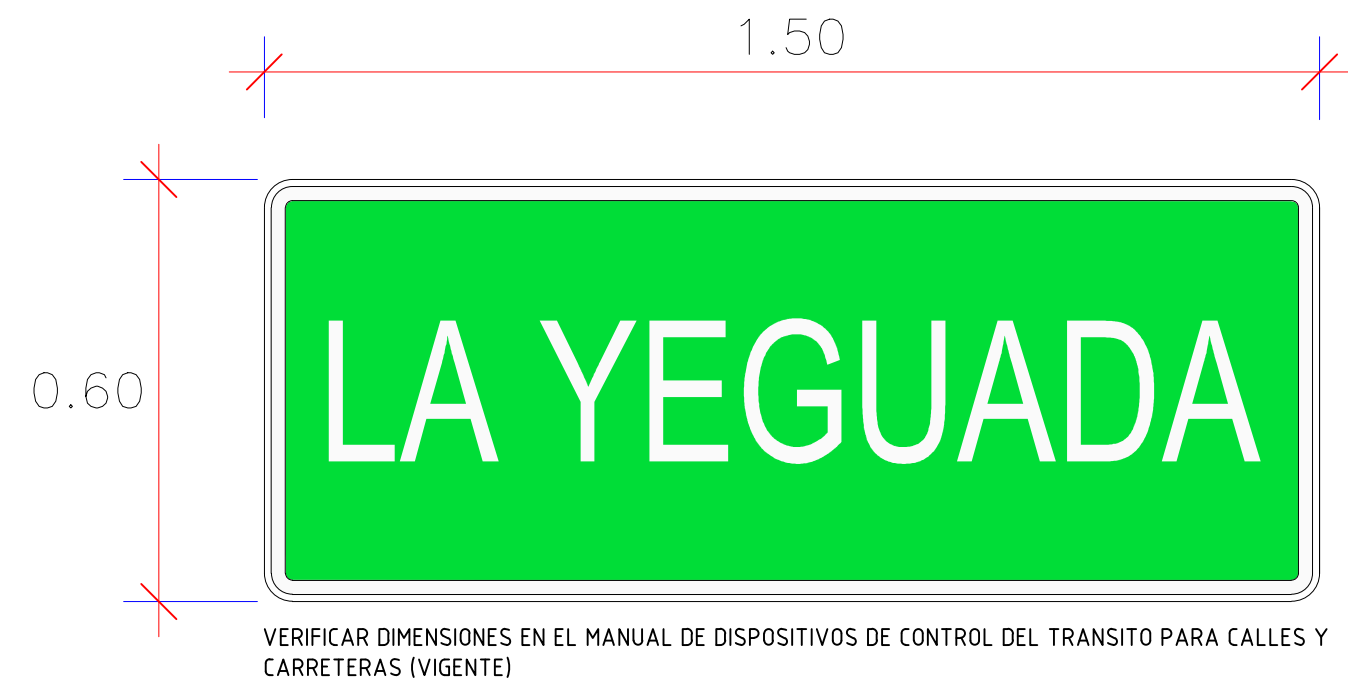 1.50
0.60
LA YEGUADA
VERIFICAR DIMENSIONES EN EL MANUAL DE DISPOSITIVOS DE CONTROL DEL TRANSITO PARA CALLES Y
CARRETERAS (VIGENTE)